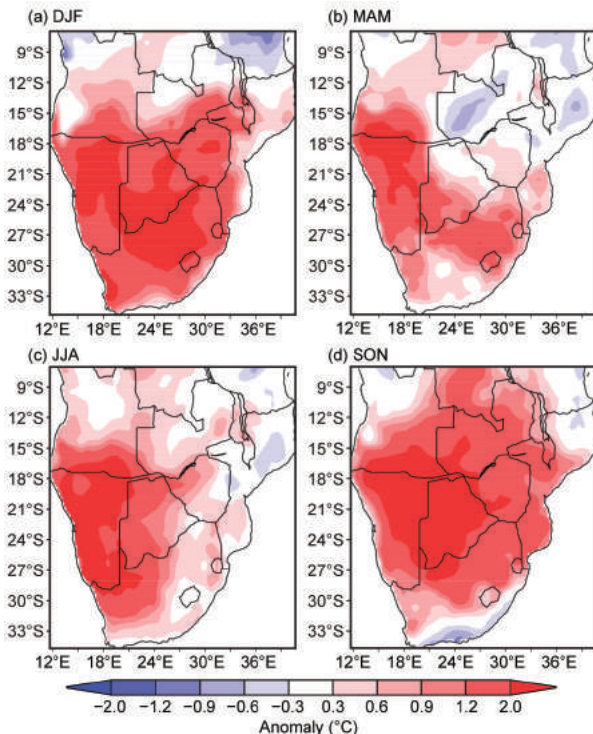 (a) DJF
(b) MAM
9°S
12°S
15°S
18°S
21°S
24°S
27°S
30°S
33°S
9°S
12°S
15°S
18°S
21°S
24°S
27°S
30°S
33°S
12°E 18°E 24°E 30°E 36°E
12°E 18°E 24°E 30°E 36°E
(c) JJA
(d) SON
9°S
12°S
15°S
18°S
21°S
24°S
27°S
30°S
33°S
9°S
12°S
15°S
18°S
21°S
24°S
27°S
30°S
33°S
12°E 18°E 24°E 30°E 36°E
12°E 18°E 24°E 30°E 36°E
−2.0 −1.2 −0.9 −0.6 −0.3 0.3 0.6 0.9 1.2 2.0
Anomaly (°C)